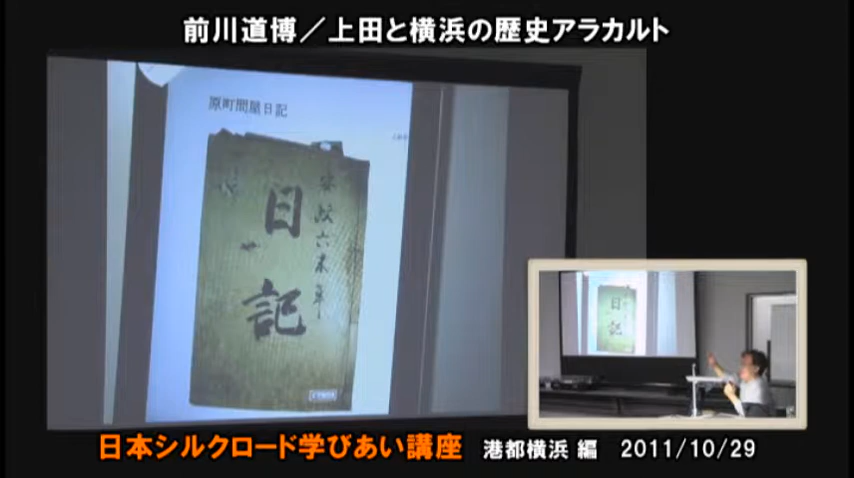 前川道博／上田と横浜の歴史アラカルト
原町問屋日記
安政六未年
日記
日記
日本シルクロード学びあい講座 港都横浜 編 2011/10/29